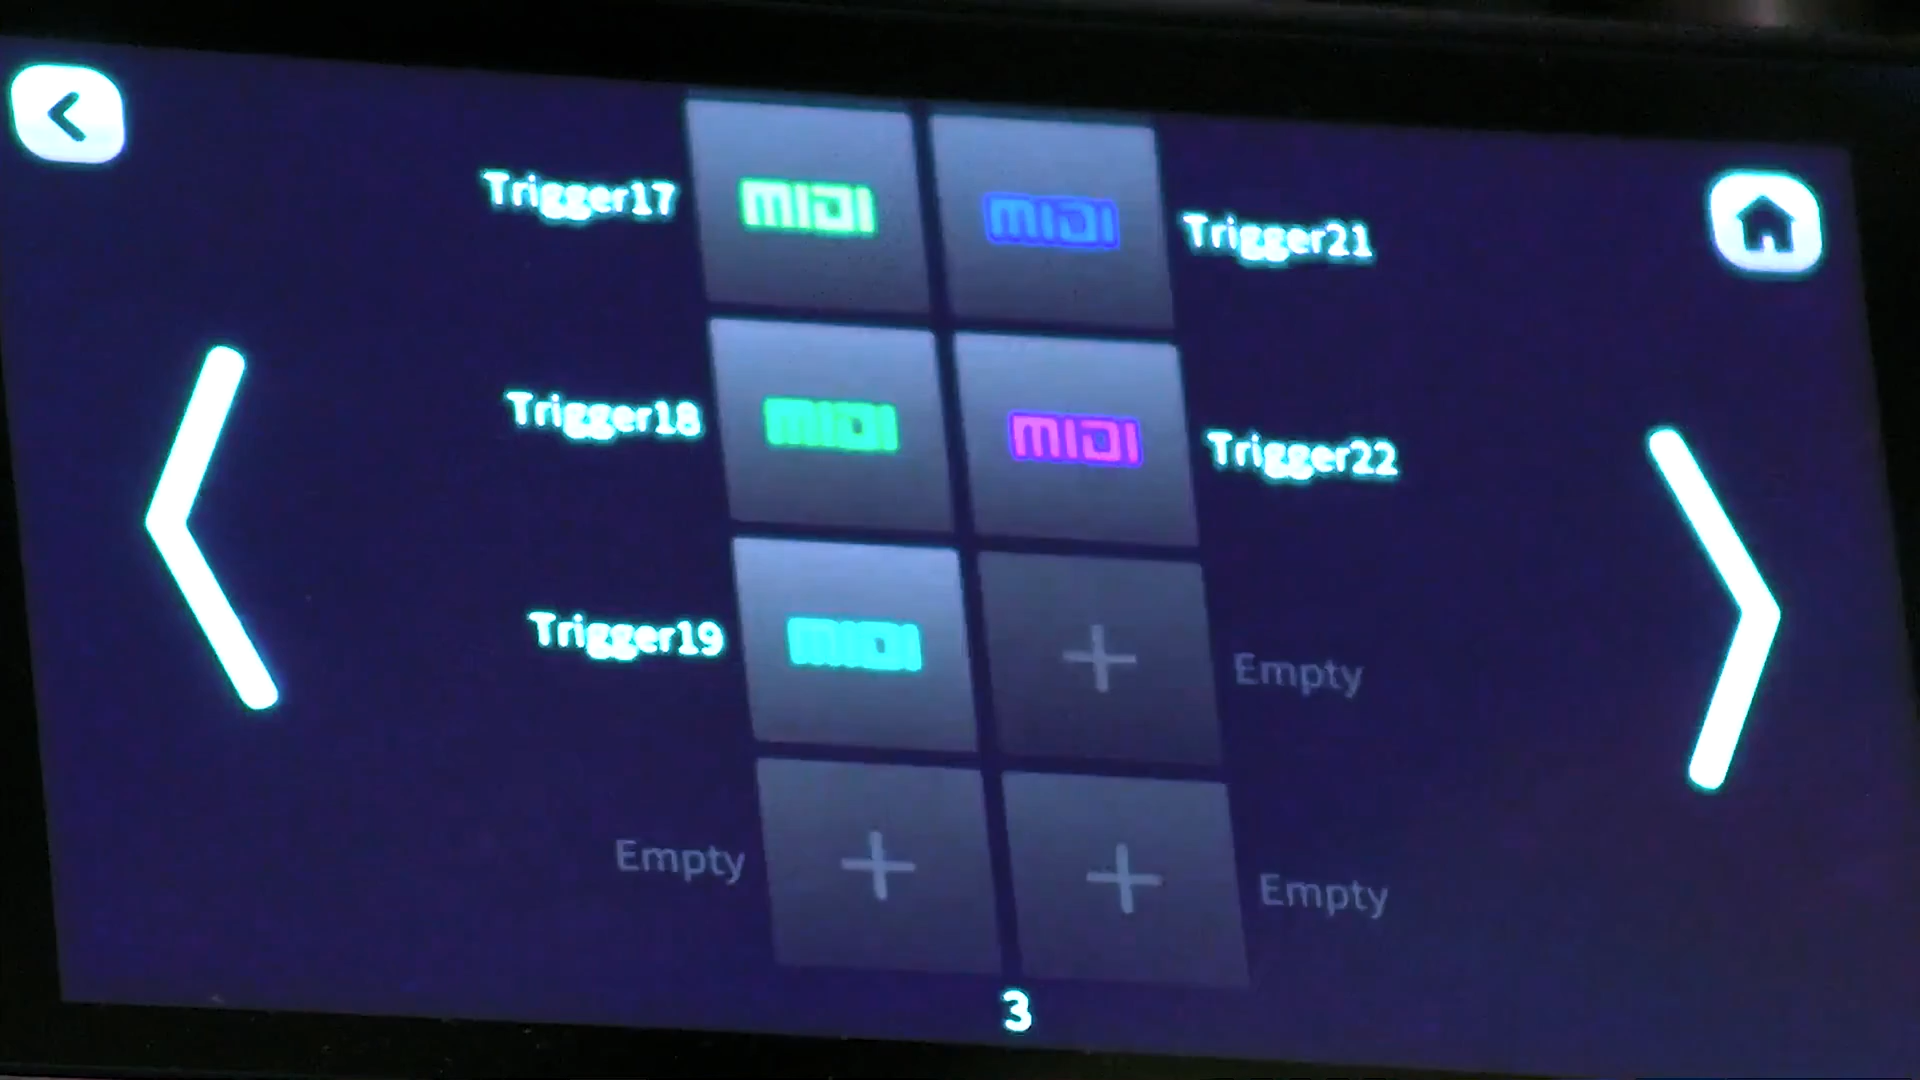 Trigger17
MIDI
MIDI
Trigger21
Trigger18
MIDI
MIDI
Trigger22
Trigger19
MIDI
Empty
Empty
Empty
3